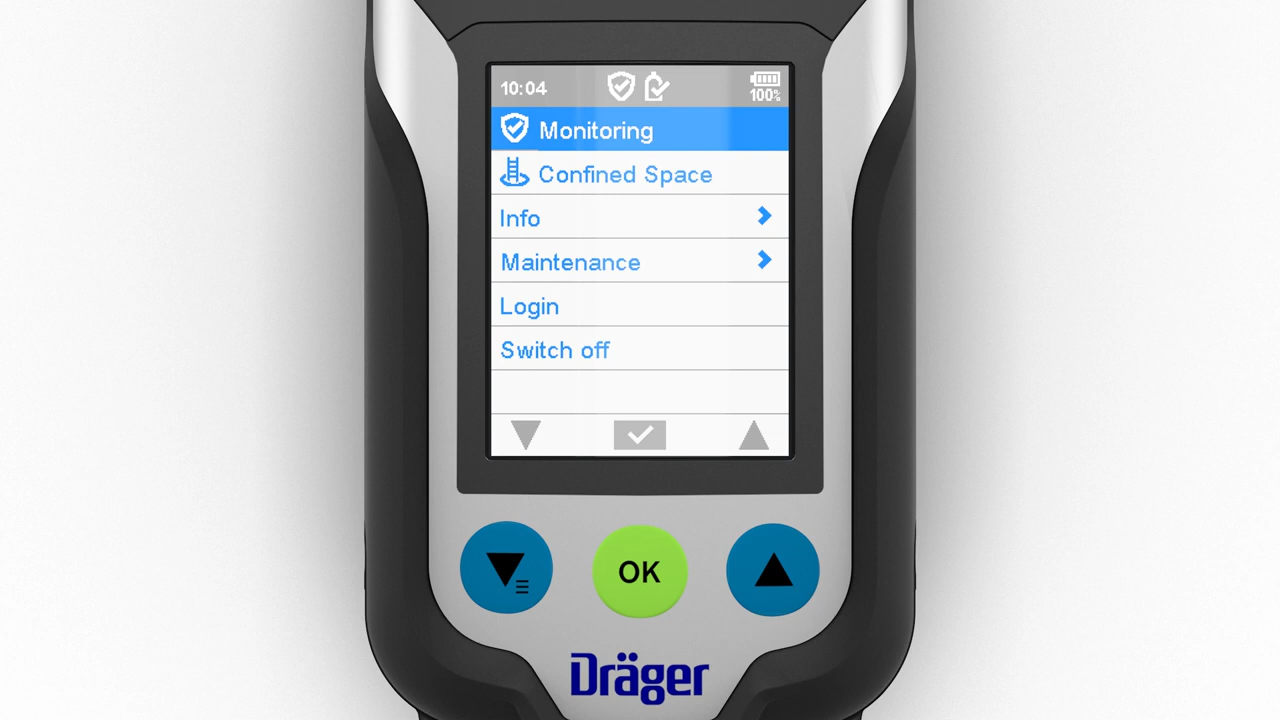 10:04
100%
Monitoring
Confined Space
Info
Maintenance
Login
Switch off
OK
Dräger